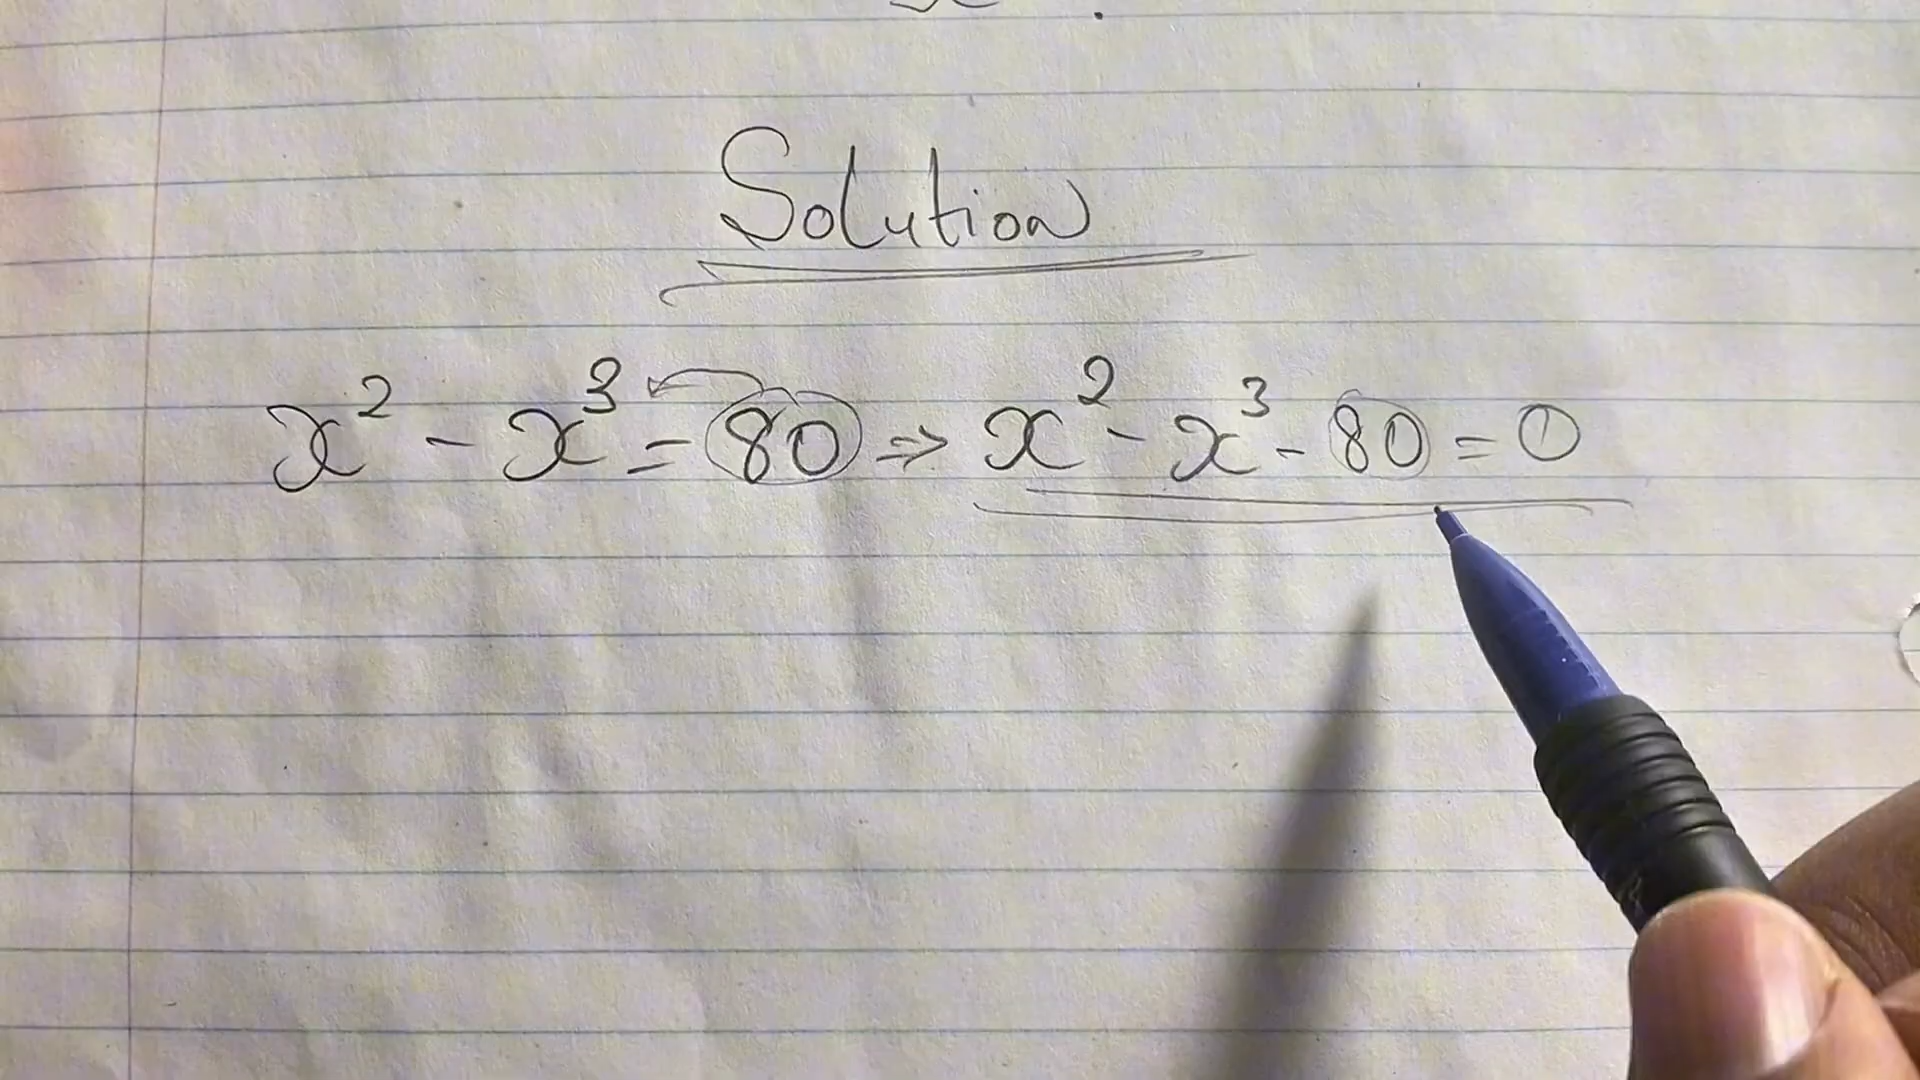 Solution
x² - x³ = 80 ⇒ x² - x³ - 80 = 0